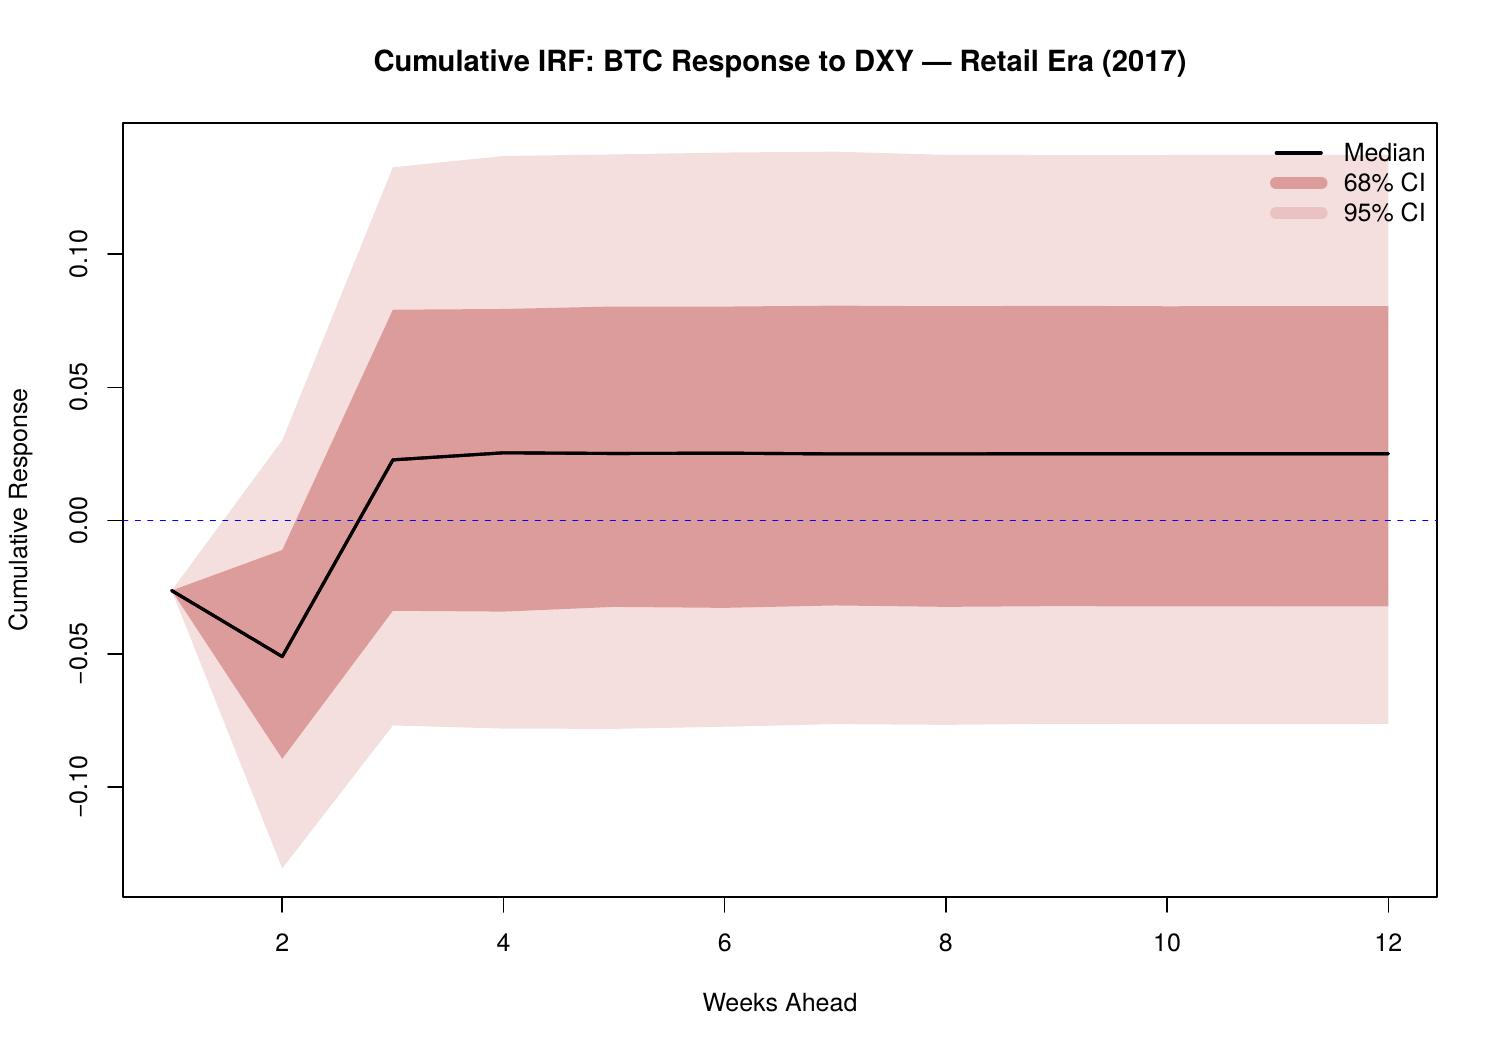 Cumulative IRF: BTC Response to DXY — Retail Era (2017)
Median
68% CI
95% CI
Cumulative Response
0.10
0.05
0.00
−0.05
−0.10
2 4 6 8 10 12
Weeks Ahead